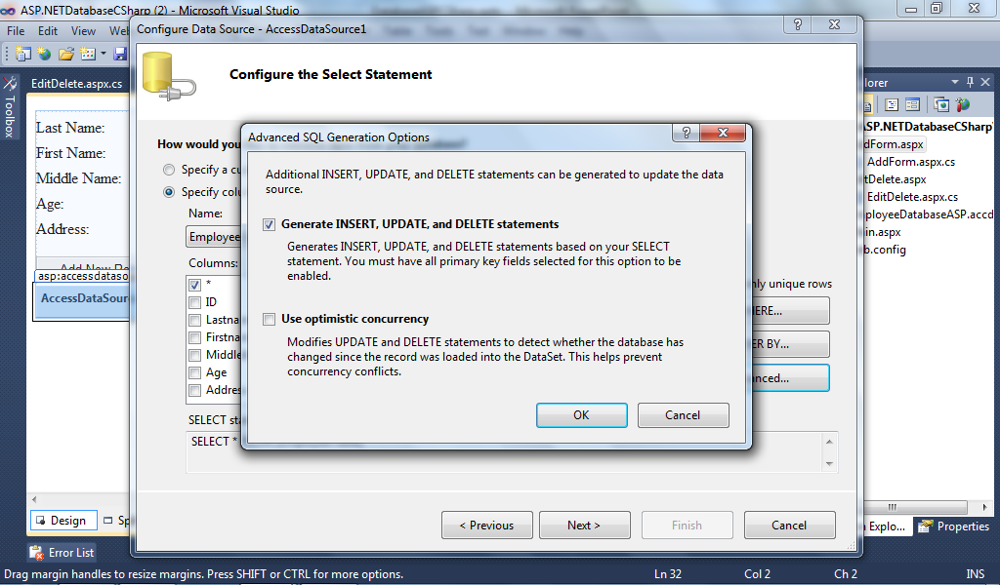 ASP.NETDatabaseCSharp (2) - Microsoft Visual Studio
File Edit View
Configure Data Source - AccessDataSource1
Configure the Select Statement
Toolbox
EditDelete.aspx.cs
Last Name:
First Name:
Middle Name:
Age:
Address:
Add New Re
asp:accessdataso
AccessDataSour
How would you
Specify a cu
Specify colu
Name:
Employee
Columns:
*
ID
Lastna
Firstna
Middle
Age
Addres
nly unique rows
ERE...
ER BY...
nced...
SELECT sta
SELECT *
Advanced SQL Generation Options
Additional INSERT, UPDATE, and DELETE statements can be generated to update the data
source.
Generate INSERT, UPDATE, and DELETE statements
Generates INSERT, UPDATE, and DELETE statements based on your SELECT
statement. You must have all primary key fields selected for this option to be
enabled.
Use optimistic concurrency
Modifies UPDATE and DELETE statements to detect whether the database has
changed since the record was loaded into the DataSet. This helps prevent
concurrency conflicts.
OK Cancel
< Previous Next > Finish Cancel
lorer
ASP.NETDatabaseCSharp
dForm.aspx
AddForm.aspx.cs
tDelete.aspx
EditDelete.aspx.cs
ployeeDatabaseASP.accd
in.aspx
b.config
Design Sp
Explo... Properties
Error List
Drag margin handles to resize margins. Press SHIFT or CTRL for more options. Ln 32 Col 2 Ch 2 INS